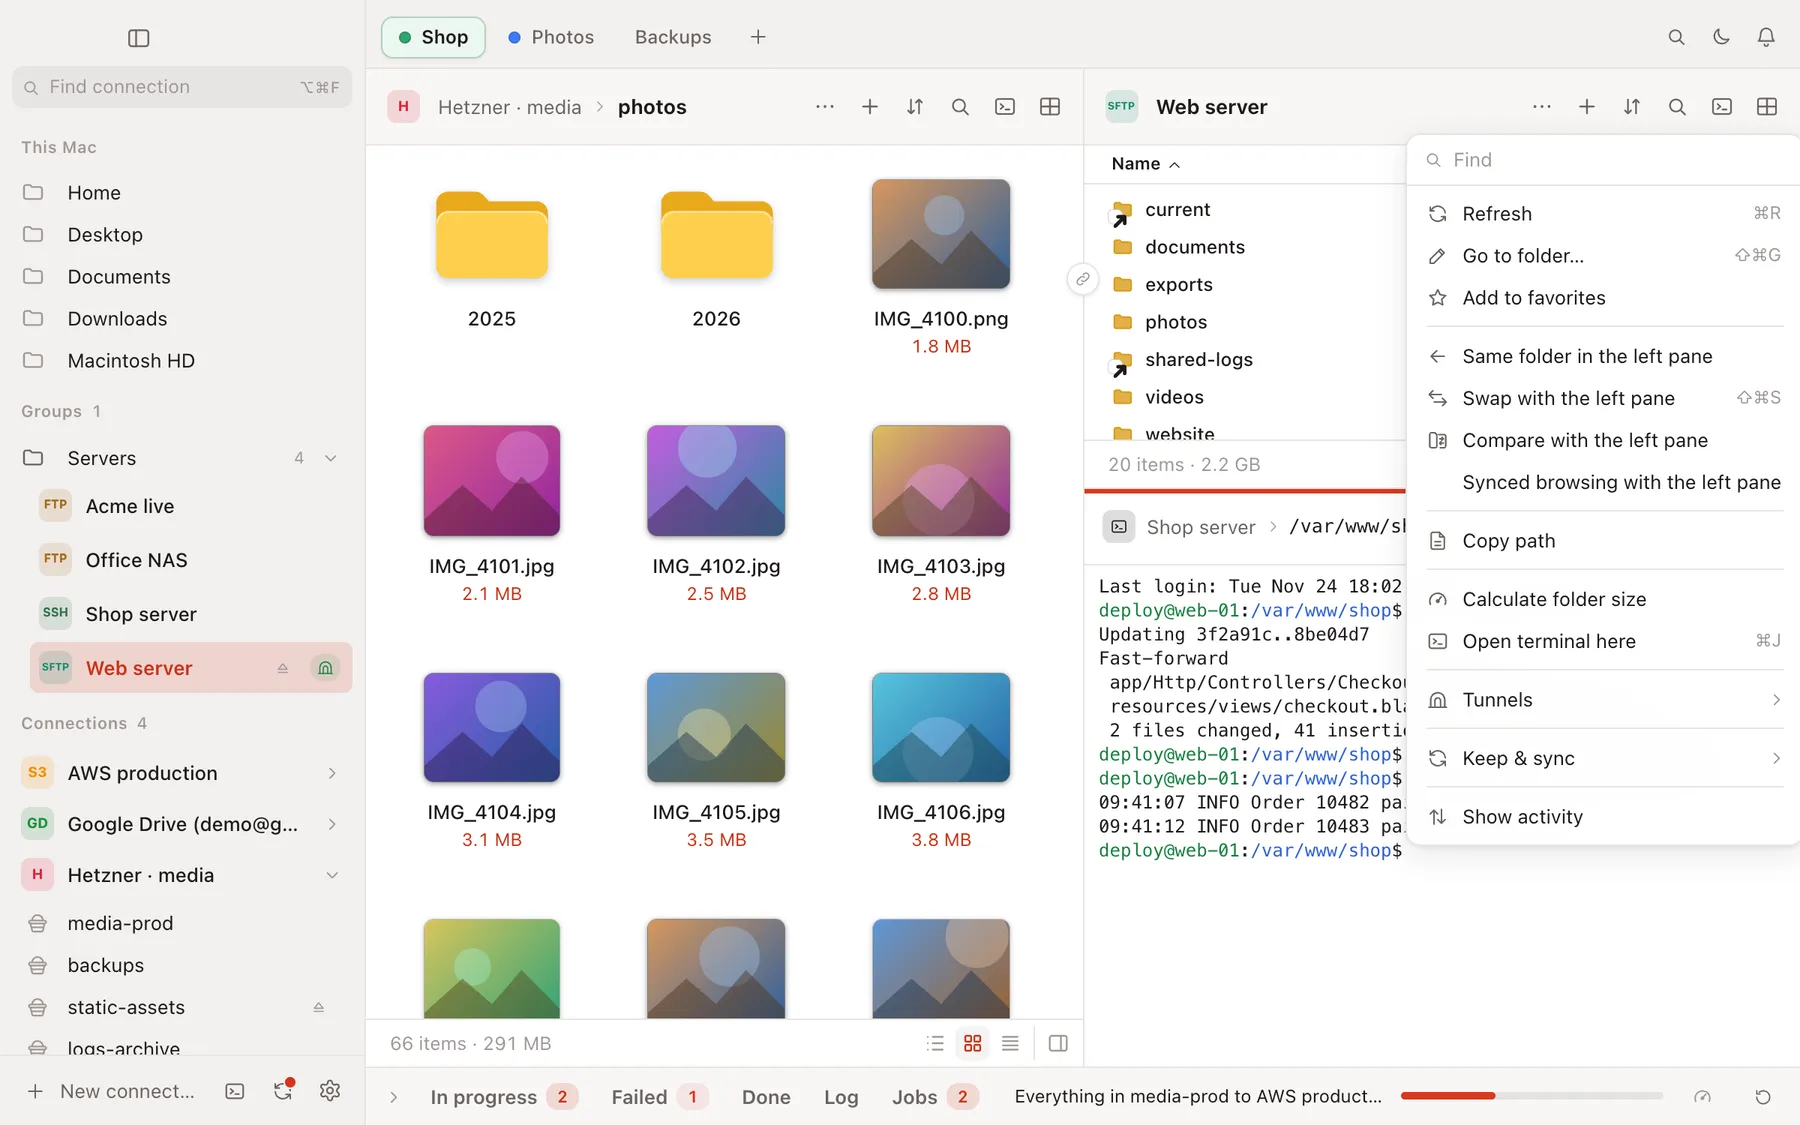 Shop
Photos
Backups
Find connection
⌥⌘F
This Mac
Home
Desktop
Documents
Downloads
Macintosh HD
Groups 1
Servers 4
FTP Acme live
FTP Office NAS
SSH Shop server
SFTP Web server
Connections 4
S3 AWS production
GD Google Drive (demo@g...
H Hetzner · media
media-prod
backups
static-assets
logs-archive
New connect...
H Hetzner · media > photos
2025
2026
IMG_4100.png
1.8 MB
IMG_4101.jpg
2.1 MB
IMG_4102.jpg
2.5 MB
IMG_4103.jpg
2.8 MB
IMG_4104.jpg
3.1 MB
IMG_4105.jpg
3.5 MB
IMG_4106.jpg
3.8 MB
66 items · 291 MB
SFTP Web server
Name
current
documents
exports
photos
shared-logs
videos
website
20 items · 2.2 GB
Shop server > /var/www/sh
Last login: Tue Nov 24 18:02
deploy@web-01:/var/www/shop$
Updating 3f2a91c..8be04d7
Fast-forward
app/Http/Controllers/Checkou
resources/views/checkout.bla
2 files changed, 41 insertio
deploy@web-01:/var/www/shop$
deploy@web-01:/var/www/shop$
09:41:07 INFO Order 10482 pa
09:41:12 INFO Order 10483 pa
deploy@web-01:/var/www/shop$
Find
Refresh ⌘R
Go to folder... ⇧⌘G
Add to favorites
Same folder in the left pane
Swap with the left pane ⇧⌘S
Compare with the left pane
Synced browsing with the left pane
Copy path
Calculate folder size
Open terminal here ⌘J
Tunnels
Keep & sync
Show activity
In progress 2
Failed 1
Done
Log
Jobs 2
Everything in media-prod to AWS product...